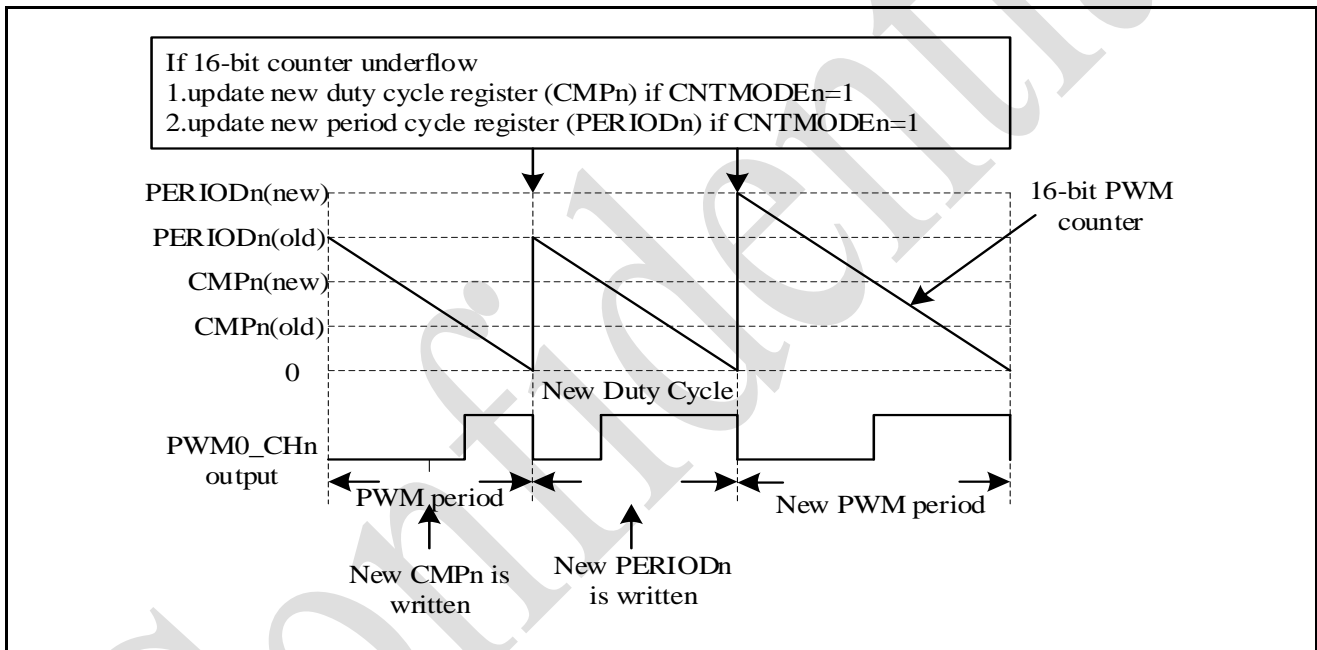 If 16-bit counter underflow
1.update new duty cycle register (CMPn) if CNTMODEn=1
2.update new period cycle register (PERIODn) if CNTMODEn=1
PERIODn(new)
16-bit PWM
counter
PERIODn(old)
CMPn(new)
CMPn(old)
0
New Duty Cycle
PWM0_CHn
output
PWM period
New PWM period
New CMPn is
written
New PERIODn
is written
Confidential